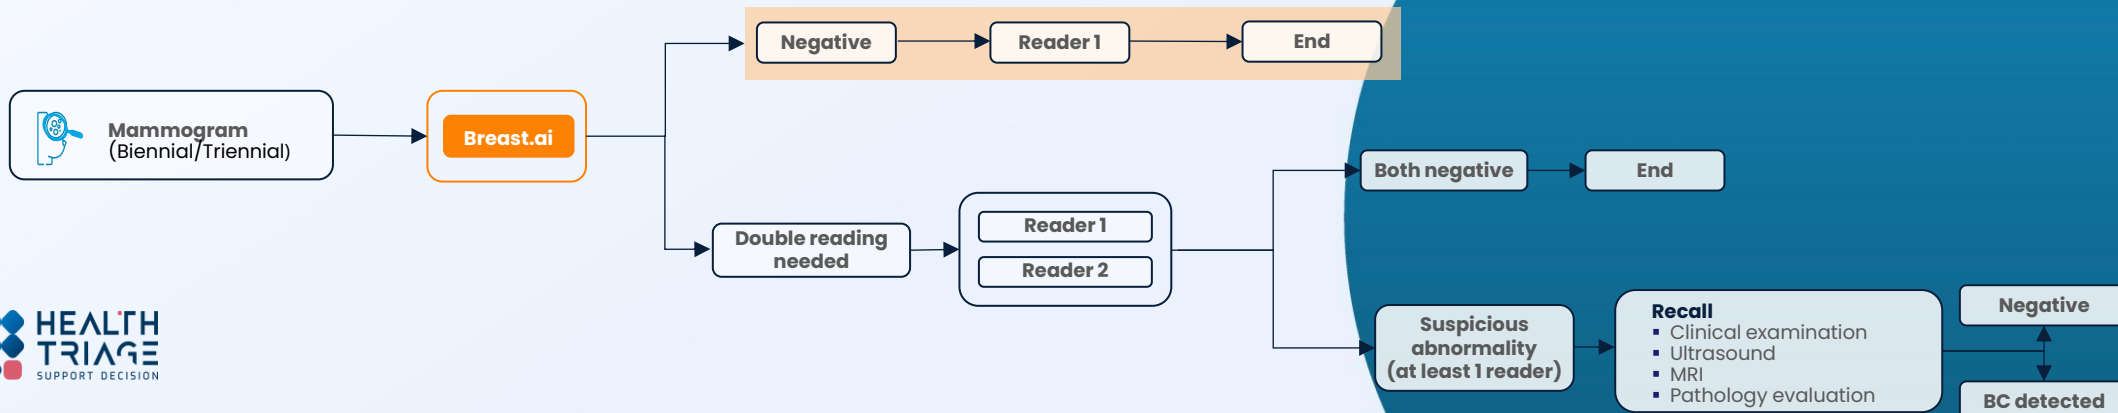 Negative
Reader 1
End
Mammogram
(Biennial/Triennial)
Breast.ai
Both negative
End
Double reading
needed
Reader 1
Reader 2
Suspicious
abnormality
(at least 1 reader)
Recall
▪ Clinical examination
▪ Ultrasound
▪ MRI
▪ Pathology evaluation
Negative
BC detected
HEALTH
TRIAGE
SUPPORT DECISION